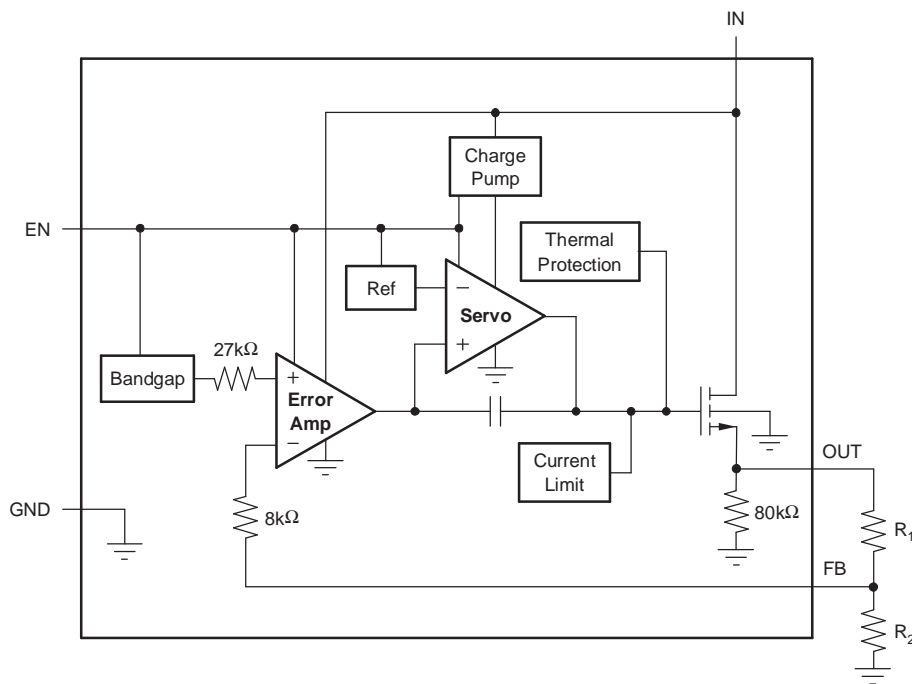 IN
Charge
Pump
EN
Thermal
Protection
Ref
−
Servo
+
27kΩ
Bandgap
+
Error
Amp
−
Current
Limit
OUT
GND
8kΩ
80kΩ
R1
FB
R2